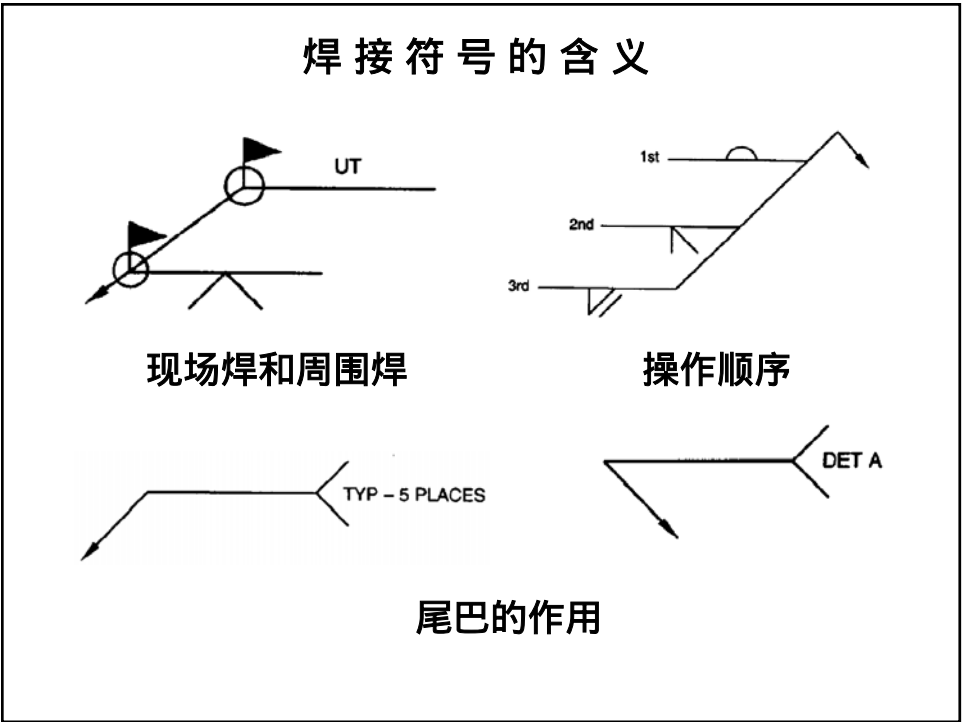 焊接符号的含义
UT
1st
2nd
3rd
现场焊和周围焊
操作顺序
TYP – 5 PLACES
DET A
尾巴的作用